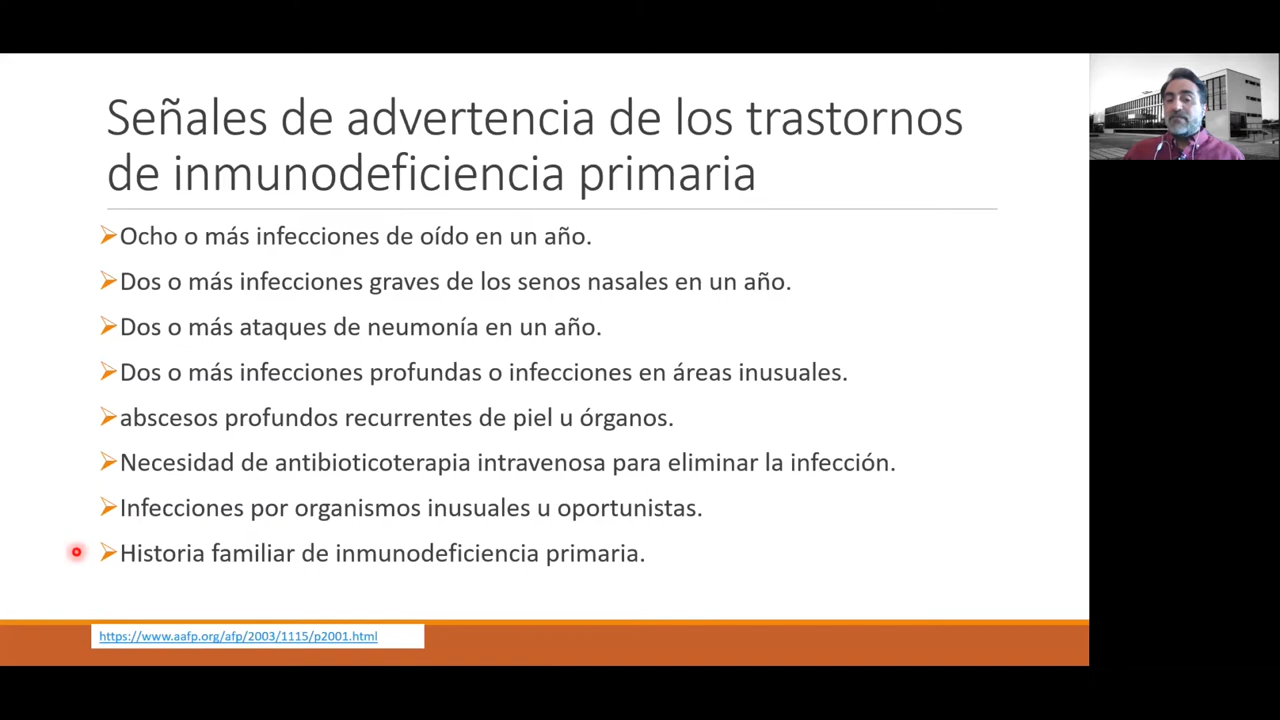 Señales de advertencia de los trastornos
de inmunodeficiencia primaria
Ocho o más infecciones de oído en un año.
Dos o más infecciones graves de los senos nasales en un año.
Dos o más ataques de neumonía en un año.
Dos o más infecciones profundas o infecciones en áreas inusuales.
abscesos profundos recurrentes de piel u órganos.
Necesidad de antibioticoterapia intravenosa para eliminar la infección.
Infecciones por organismos inusuales u oportunistas.
Historia familiar de inmunodeficiencia primaria.
https://www.aafp.org/afp/2003/1115/p2001.html